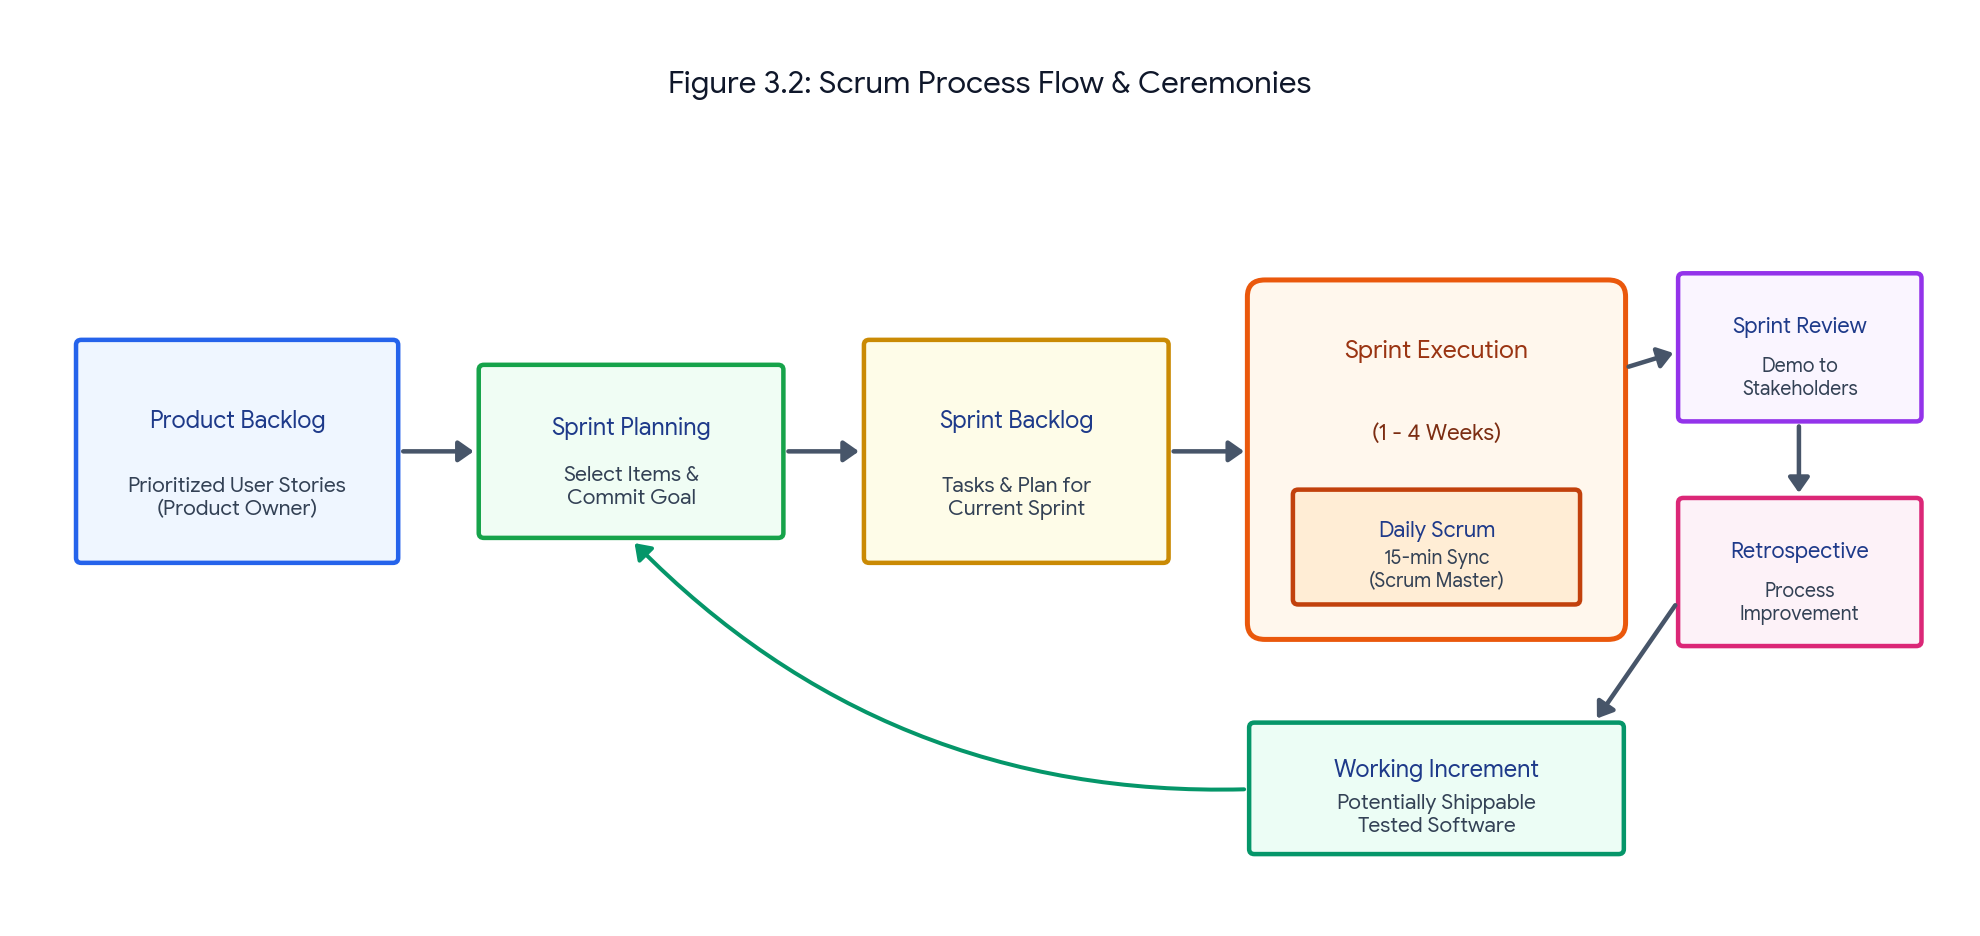 Figure 3.2: Scrum Process Flow & Ceremonies
Product Backlog
Prioritized User Stories
(Product Owner)
Sprint Planning
Select Items &
Commit Goal
Sprint Backlog
Tasks & Plan for
Current Sprint
Sprint Execution
(1 - 4 Weeks)
Daily Scrum
15-min Sync
(Scrum Master)
Sprint Review
Demo to
Stakeholders
Retrospective
Process
Improvement
Working Increment
Potentially Shippable
Tested Software